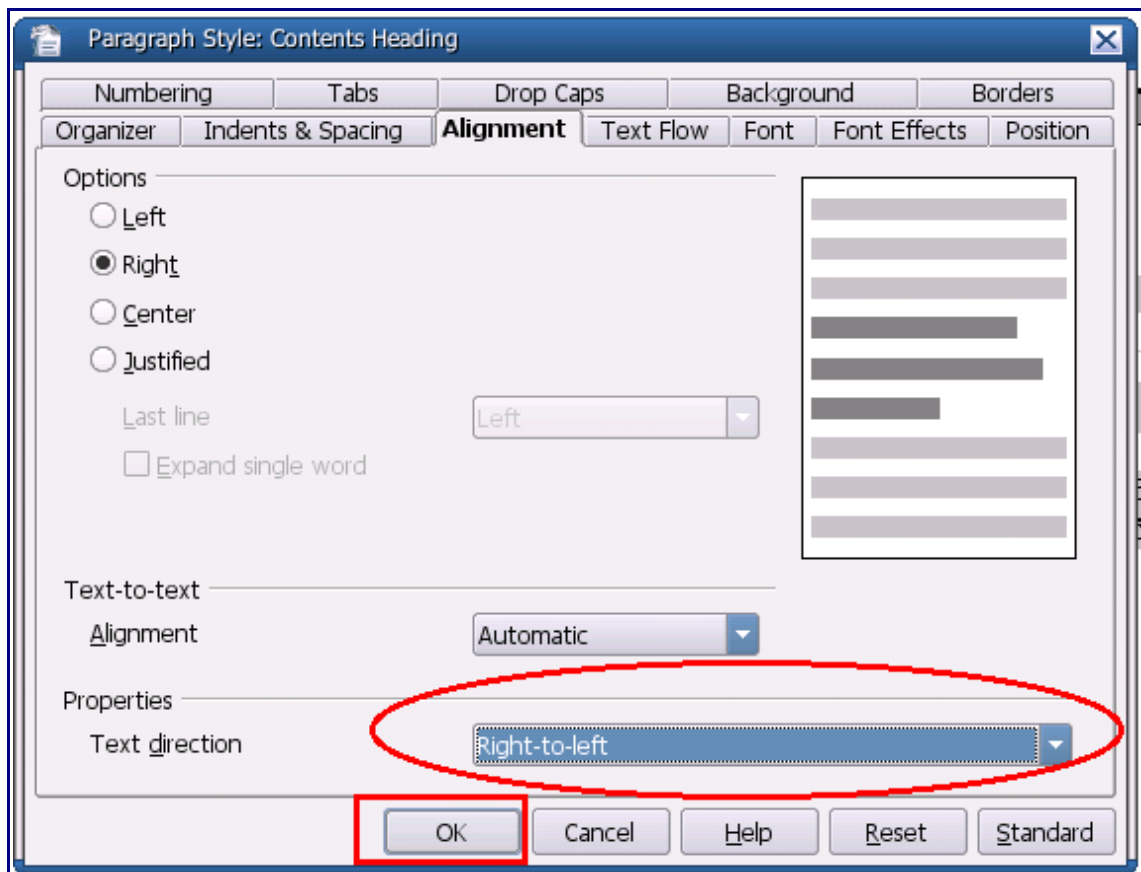 Paragraph Style: Contents Heading
Numbering Tabs Drop Caps Background Borders
Organizer Indents & Spacing Alignment Text Flow Font Font Effects Position
Options
Left
Right
Center
Justified
Last line Left
Expand single word
Text-to-text
Alignment Automatic
Properties
Text direction Right-to-left
OK Cancel Help Reset Standard